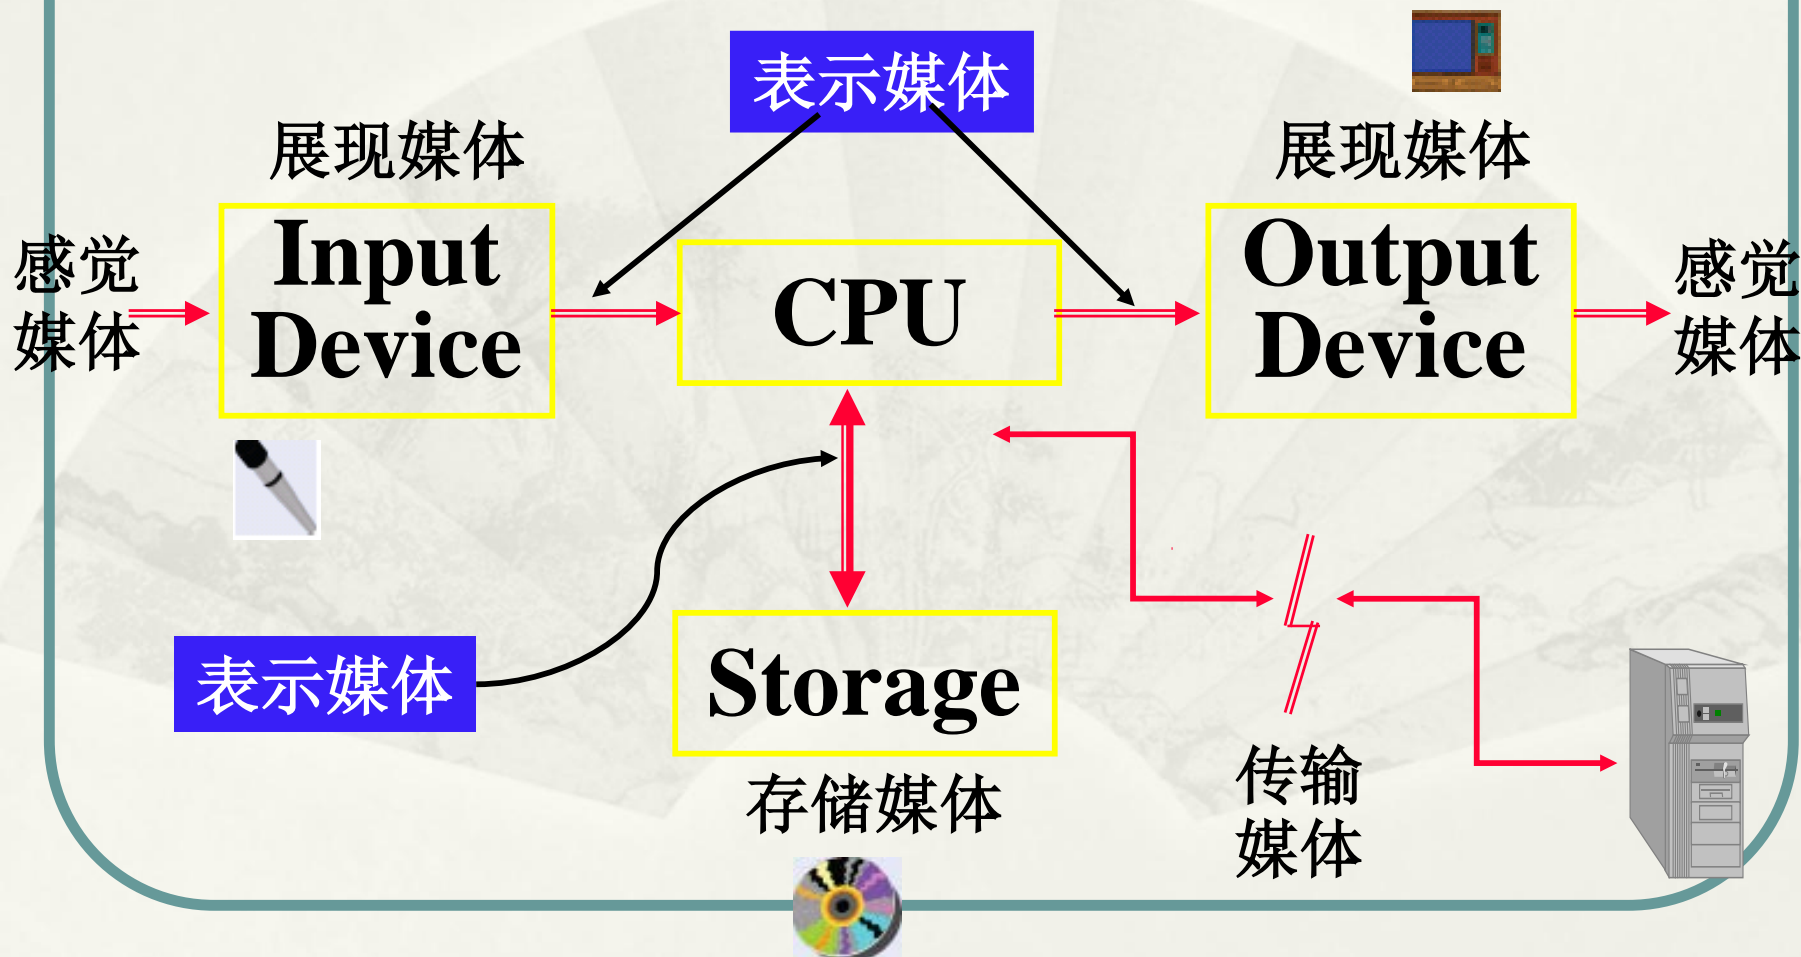 表示媒体
展现媒体
展现媒体
感觉
媒体
Input
Device
CPU
Output
Device
感觉
媒体
表示媒体
Storage
存储媒体
传输
媒体